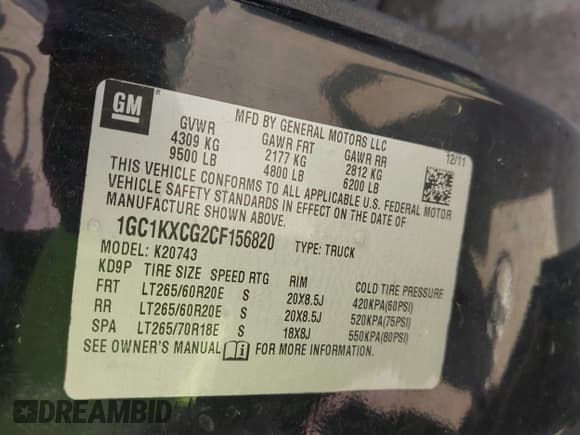 GM
MFD BY GENERAL MOTORS LLC
12/11
GVWR GAWR FRT GAWR RR
4309 KG 2177 KG 2812 KG
9500 LB 4800 LB 6200 LB
THIS VEHICLE CONFORMS TO ALL APPLICABLE U.S. FEDERAL MOTOR
VEHICLE SAFETY STANDARDS IN EFFECT ON THE DATE OF
MANUFACTURE SHOWN ABOVE.
1GC1KXCG2CF156820 TYPE: TRUCK
MODEL: K20743
KD9P TIRE SIZE SPEED RTG RIM COLD TIRE PRESSURE
FRT LT265/60R20E S 20X8.5J 420KPA(60PSI)
RR LT265/60R20E S 20X8.5J 520KPA(75PSI)
SPA LT265/70R18E S 18X8J 550KPA(80PSI)
SEE OWNER'S MANUAL FOR MORE INFORMATION.
DREAMBID